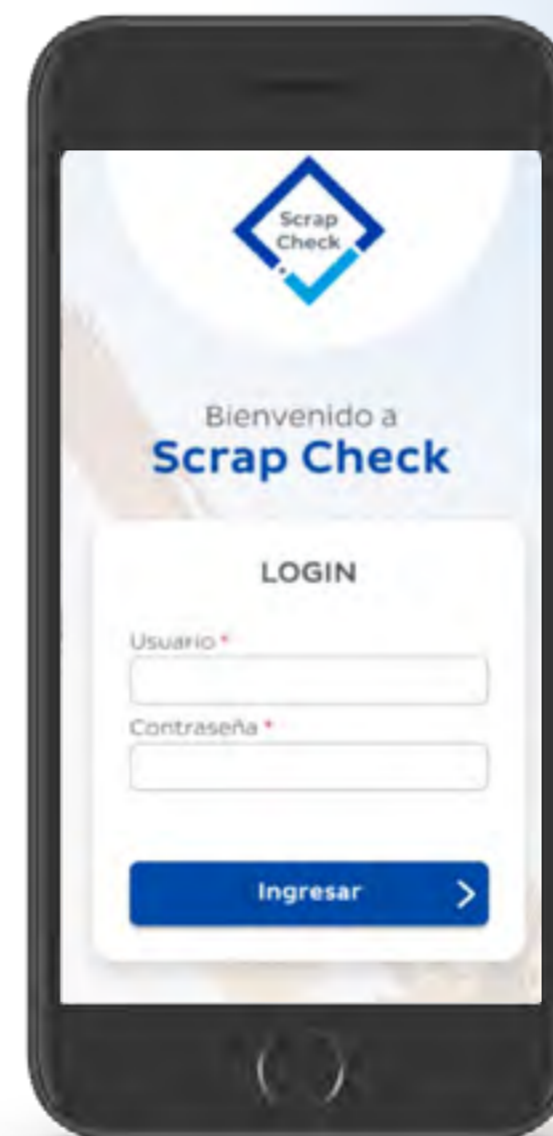 Scrap
Check
Bienvenido a
Scrap Check
LOGIN
Usuario *
Contraseña *
Ingresar